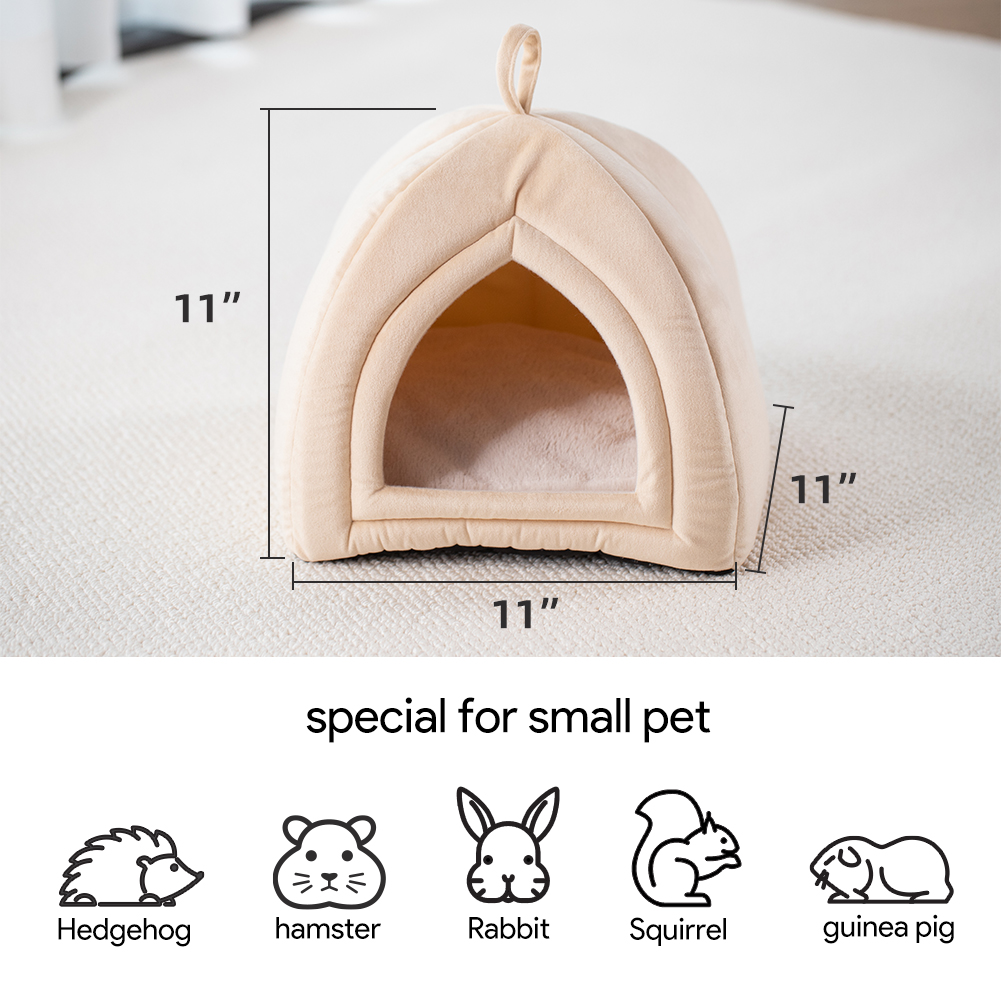 11”
11”
11”
special for small pet
Hedgehog
hamster
Rabbit
Squirrel
guinea pig